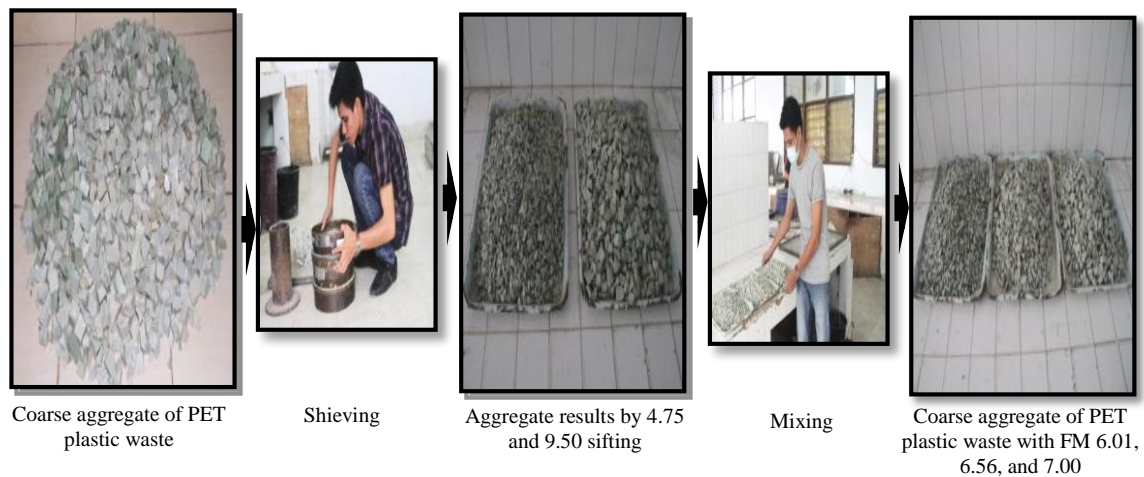 Coarse aggregate of PET
plastic waste
Shieving
Aggregate results by 4.75
and 9.50 sifting
Mixing
Coarse aggregate of PET
plastic waste with FM 6.01,
6.56, and 7.00